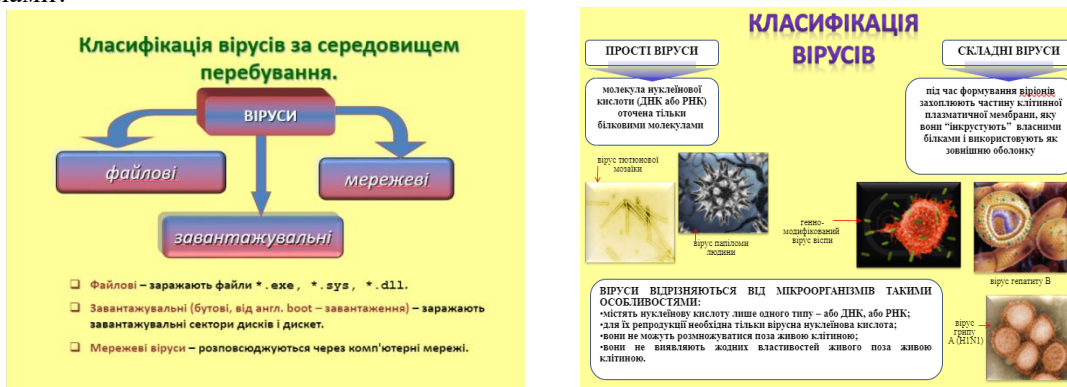 Класифікація вірусів за середовищем
перебування.
ВІРУСИ
файлові
мережеві
завантажувальні
Файлові – заражають файли *.exe, *.sys, *.dll.
Завантажувальні (бутові, від англ. boot – завантаження) – заражають
завантажувальні сектори дисків і дискет.
Мережеві віруси – розповсюджуються через комп'ютерні мережі.
КЛАСИФІКАЦІЯ
ВІРУСІВ
ПРОСТІ ВІРУСИ
молекула нуклеїнової
кислоти (ДНК або РНК)
оточена тільки
білковими молекулами
СКЛАДНІ ВІРУСИ
під час формування віріонів
захоплюють частину клітинної
плазматичної мембрани, яку
вони "інкрустують" власними
білками і використовують як
зовнішню оболонку
вірус тютюнової
мозаїки
вірус папіломи
людини
генно-
модифікований
вірус віспи
вірус гепатиту В
ВІРУСИ ВІДРІЗНЯЮТЬСЯ ВІД МІКРООРГАНІЗМІВ ТАКИМИ
ОСОБЛИВОСТЯМИ:
•містять нуклеїнову кислоту лише одного типу – або ДНК, або РНК;
•для їх репродукції необхідна тільки вірусна нуклеїнова кислота;
•вони не можуть розмножуватися поза живою клітиною;
•вони не виявляють жодних властивостей живого поза живою
клітиною.
вірус
грипу
А (H1N1)